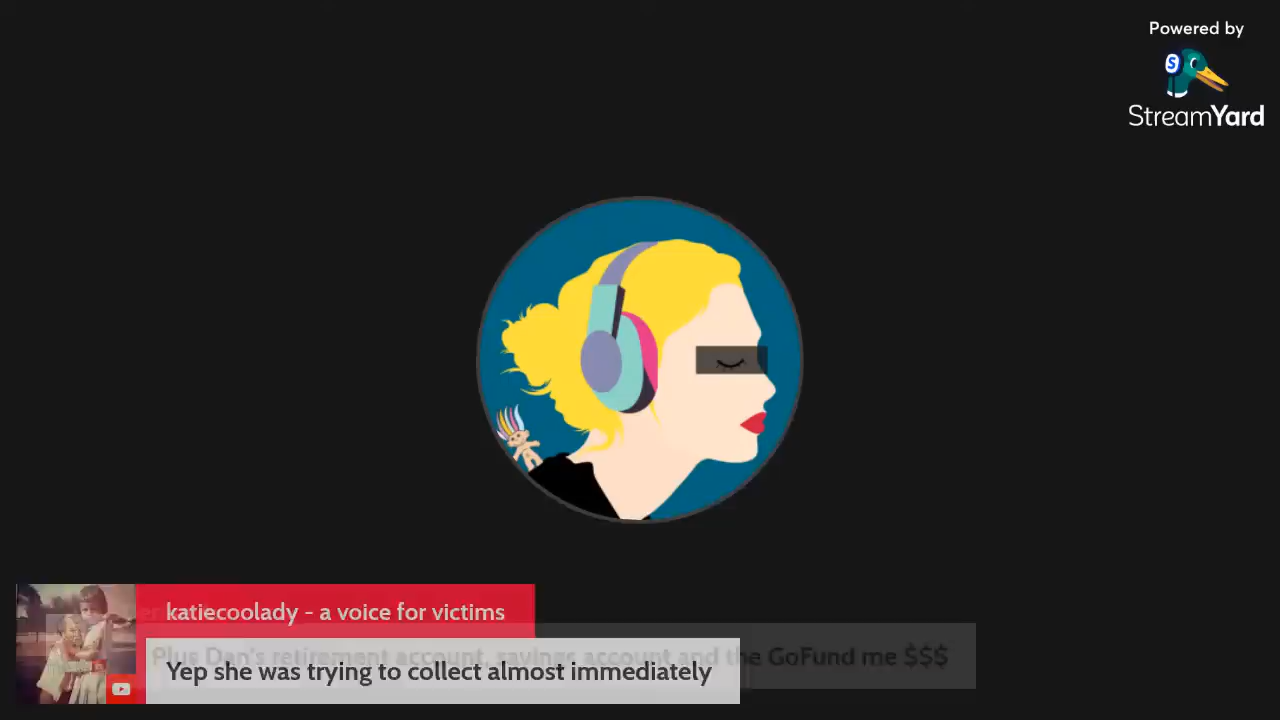 Powered by
S
StreamYard
katiecoolady - a voice for victims
Plus Dan's retirement account, savings account and the GoFund me $$$
Yep she was trying to collect almost immediately